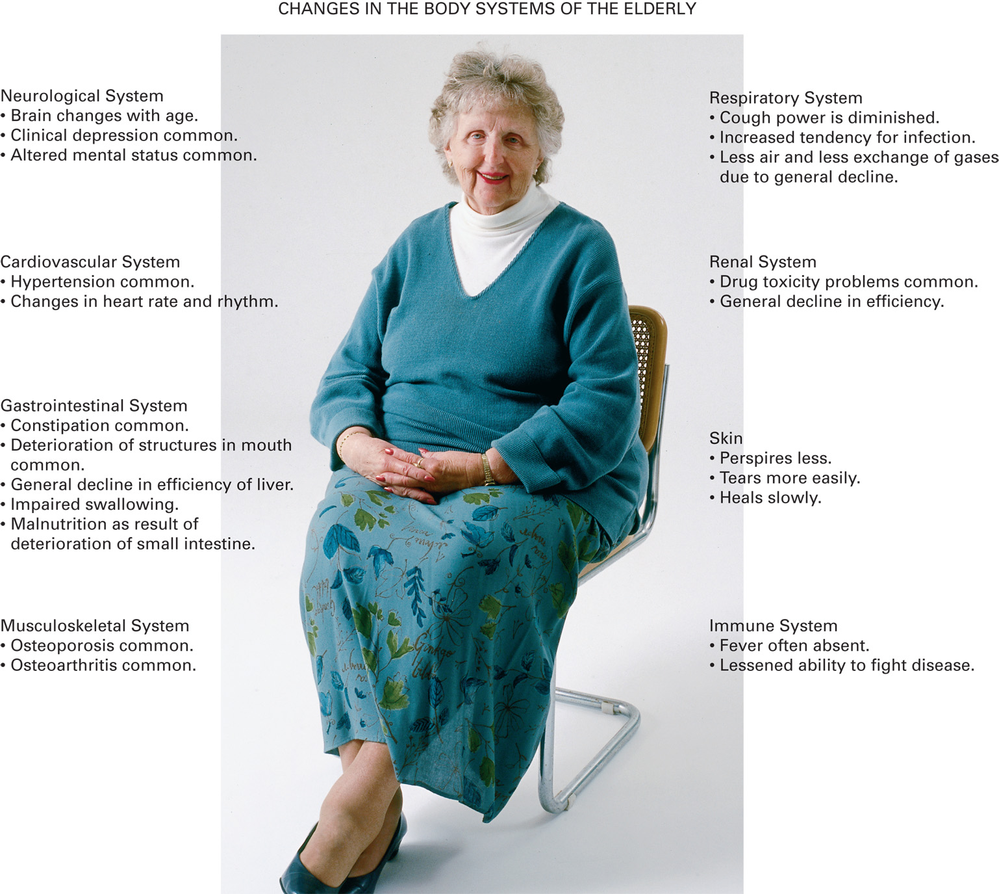 CHANGES IN THE BODY SYSTEMS OF THE ELDERLY
Neurological System
• Brain changes with age.
• Clinical depression common.
• Altered mental status common.
Cardiovascular System
• Hypertension common.
• Changes in heart rate and rhythm.
Gastrointestinal System
• Constipation common.
• Deterioration of structures in mouth
common.
• General decline in efficiency of liver.
• Impaired swallowing.
• Malnutrition as result of
deterioration of small intestine.
Musculoskeletal System
• Osteoporosis common.
• Osteoarthritis common.
Respiratory System
• Cough power is diminished.
• Increased tendency for infection.
• Less air and less exchange of gases
due to general decline.
Renal System
• Drug toxicity problems common.
• General decline in efficiency.
Skin
• Perspires less.
• Tears more easily.
• Heals slowly.
Immune System
• Fever often absent.
• Lessened ability to fight disease.
Ginkgo